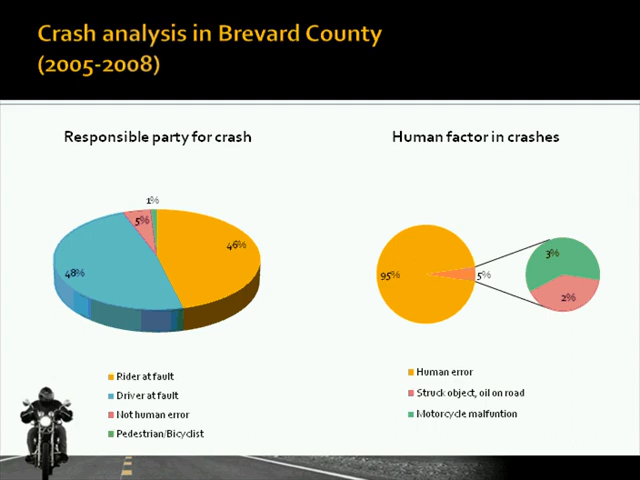 Crash analysis in Brevard County
(2005-2008)
Responsible party for crash
1%
5%
46%
48%
Rider at fault
Driver at fault
Not human error
Pedestrian/Bicyclist
Human factor in crashes
95%
5%
3%
2%
Human error
Struck object, oil on road
Motorcycle malfuntion